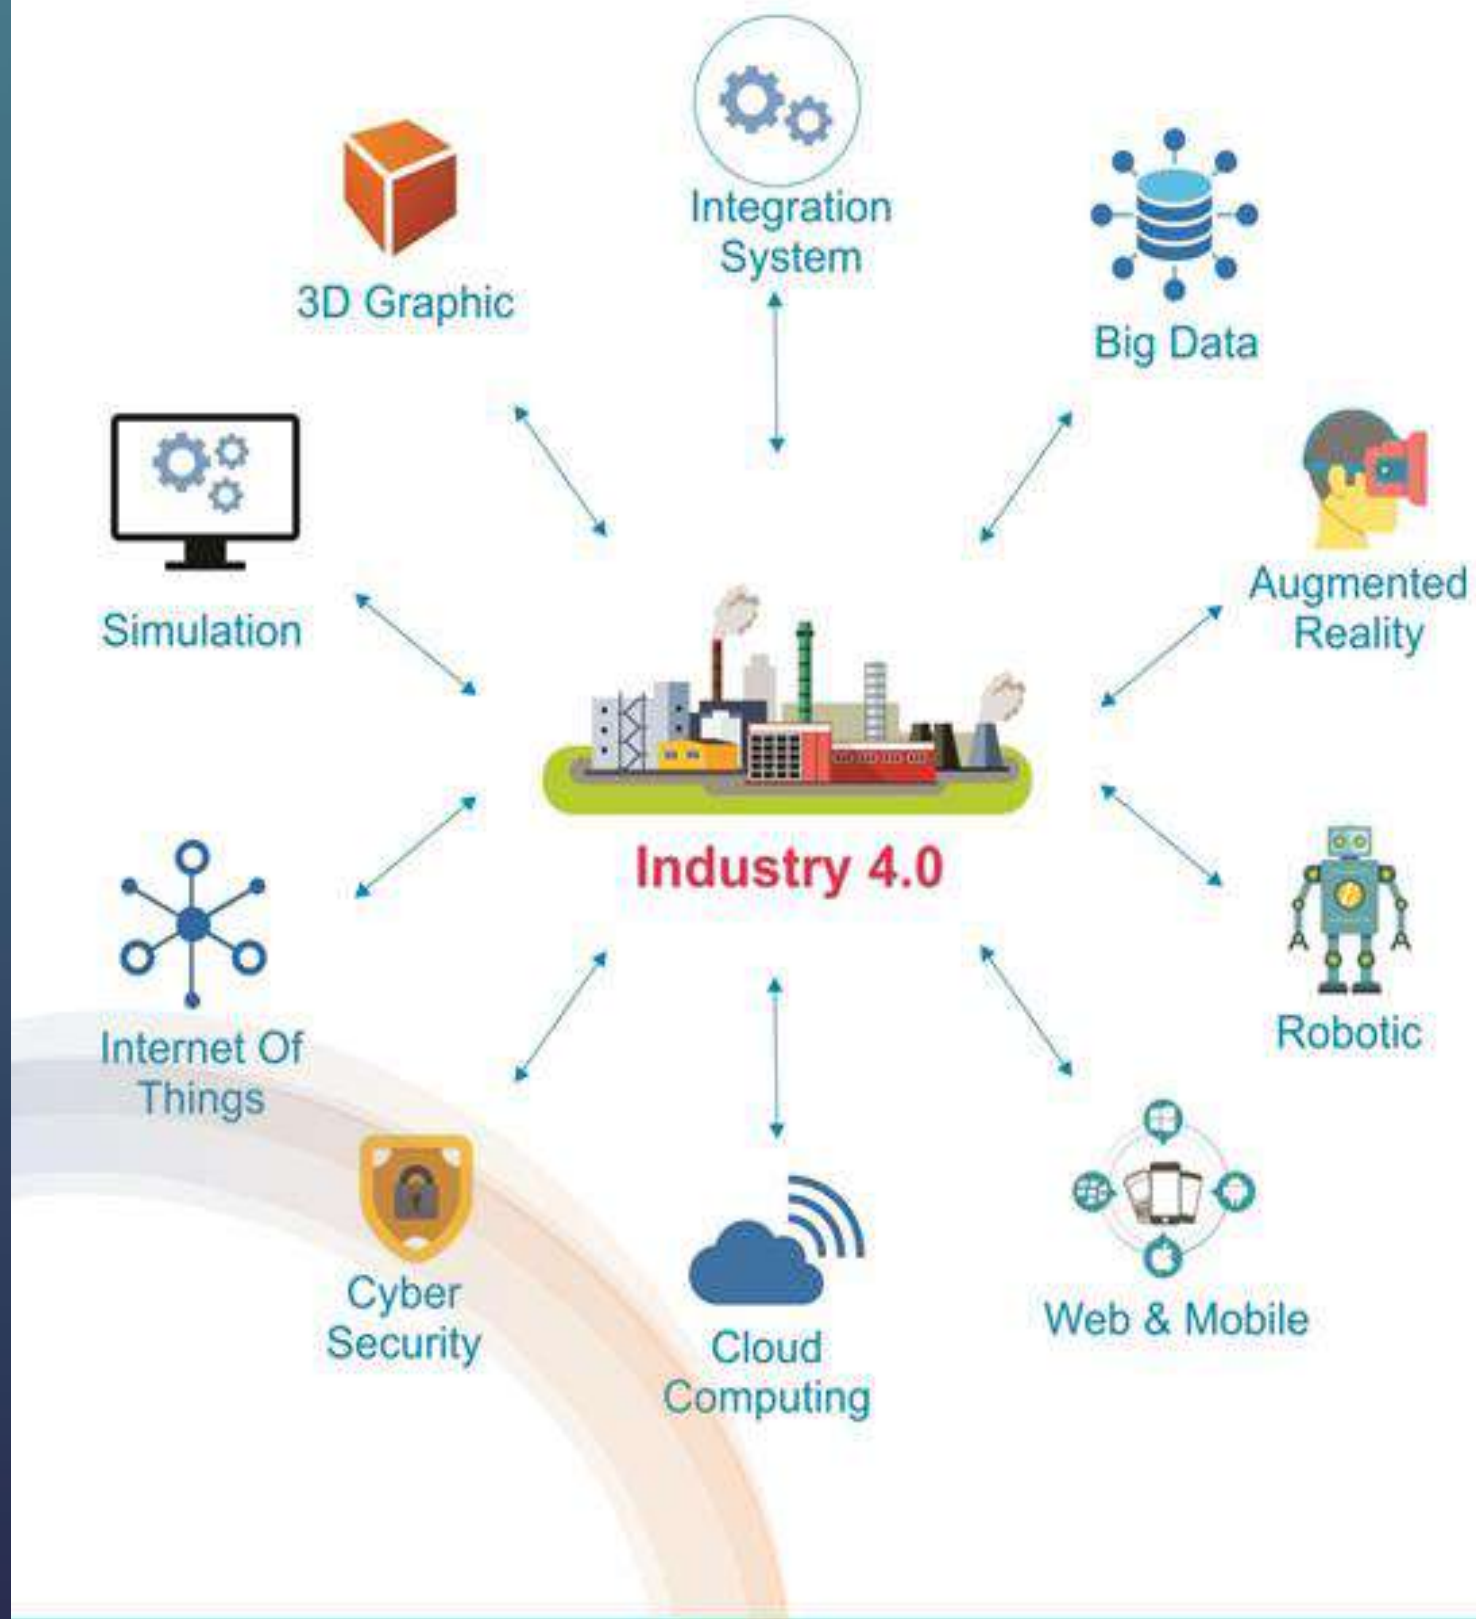 Integration
System
3D Graphic
Big Data
Augmented
Reality
Simulation
Industry 4.0
Robotic
Internet Of
Things
Cyber
Security
Cloud
Computing
Web & Mobile